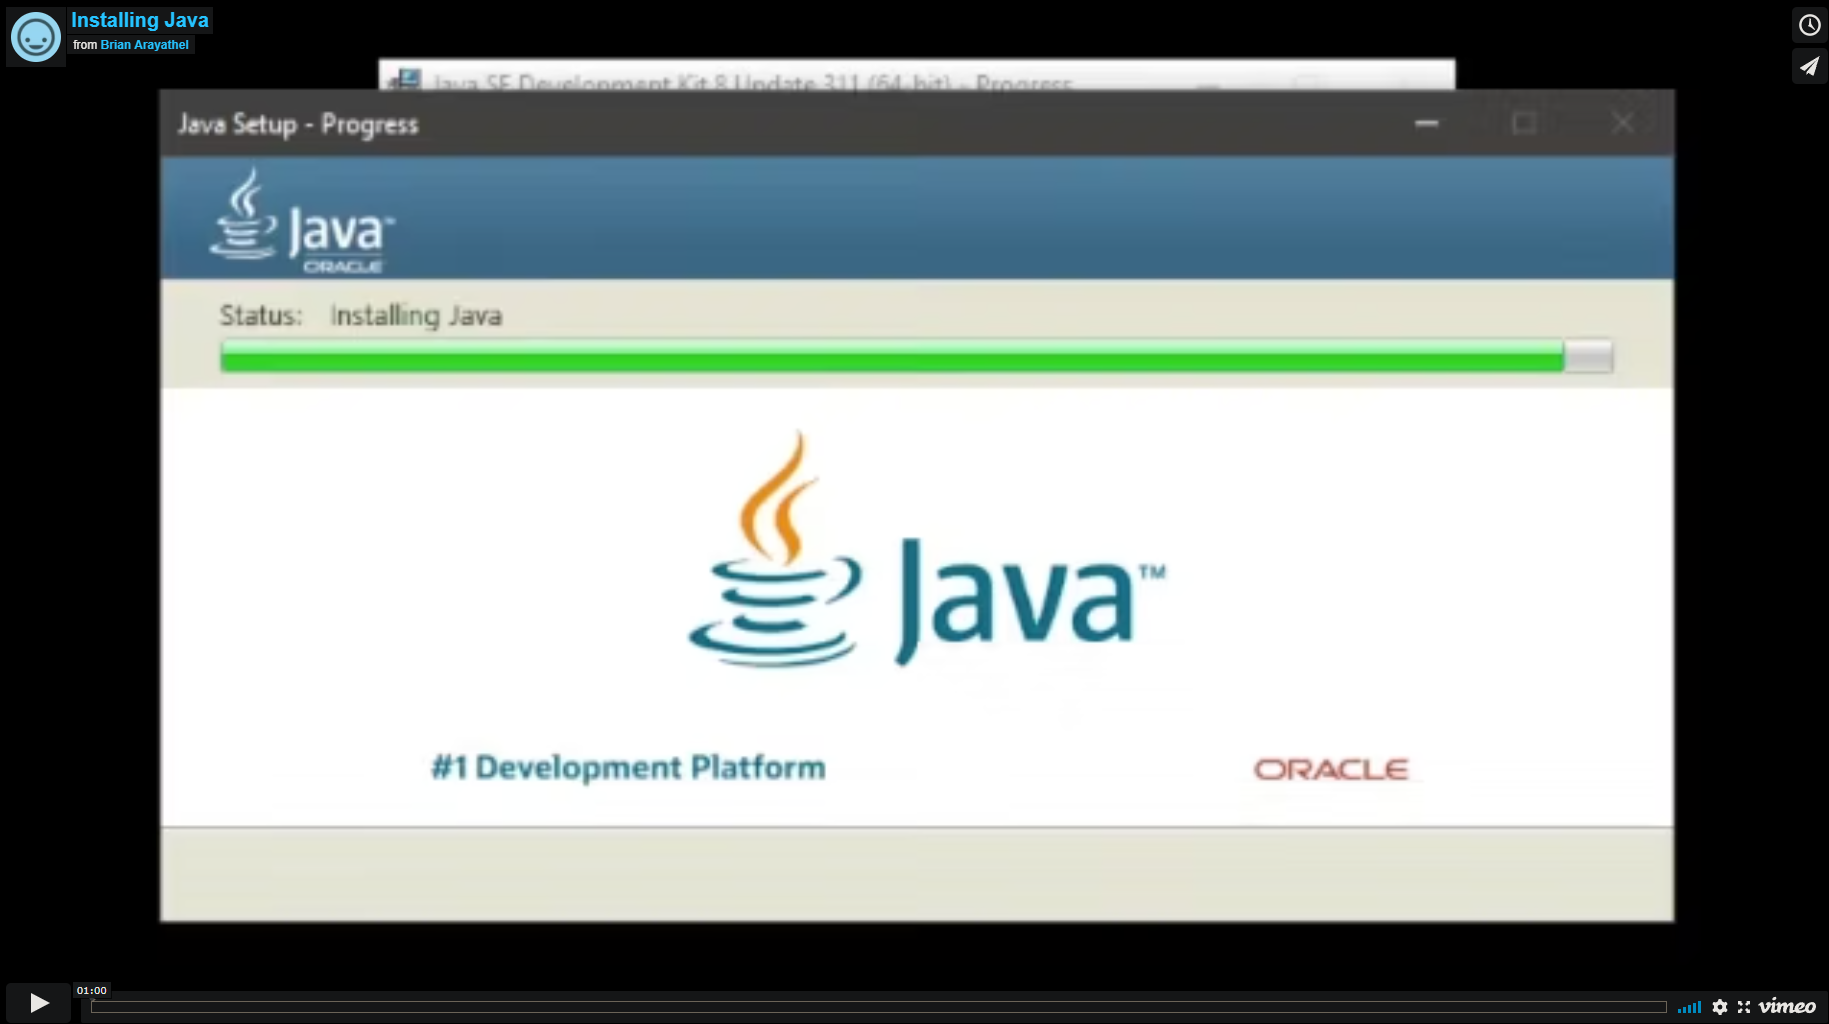 Installing Java
from Brian Arayathel
Java SE Development Kit 8 Update 311 (64-bit) - Progress
Java Setup - Progress
Java™
ORACLE
Status: Installing Java
Java™
#1 Development Platform
ORACLE
01:00
vimeo